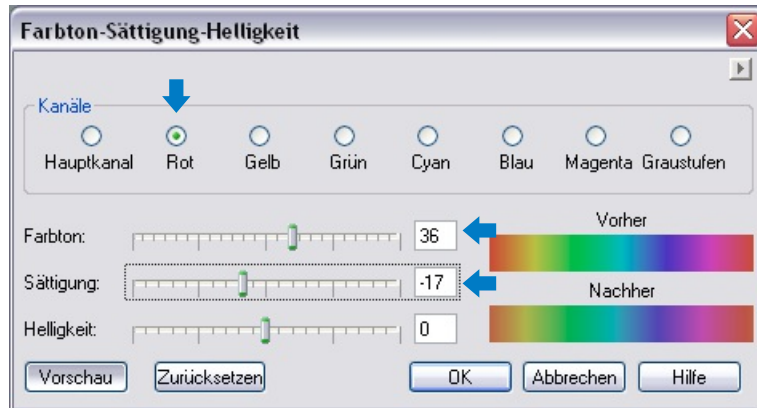 Farbton-Sättigung-Helligkeit
Kanäle
Hauptkanal Rot Gelb Grün Cyan Blau Magenta Graustufen
Farbton: 36
Vorher
Sättigung: -17
Nachher
Helligkeit: 0
Vorschau Zurücksetzen OK Abbrechen Hilfe